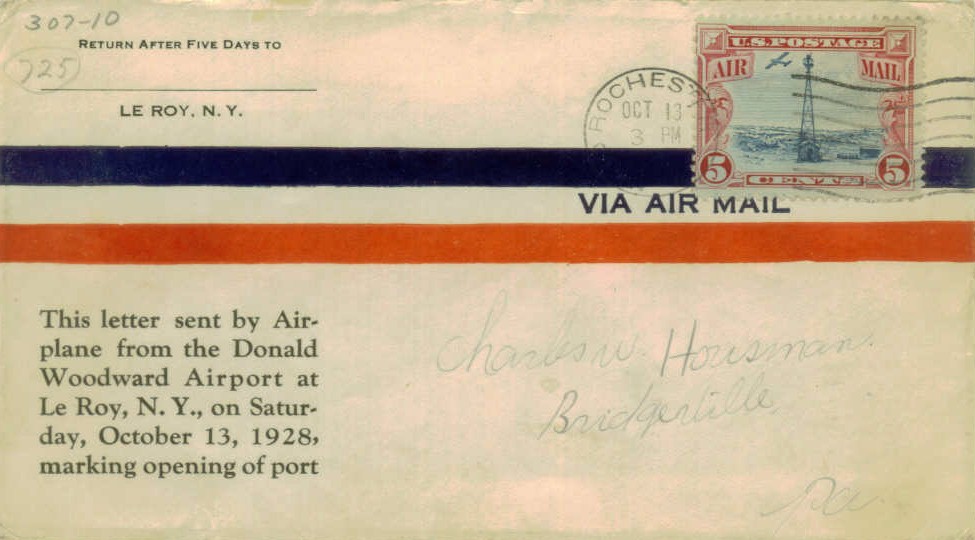 307-10
RETURN AFTER FIVE DAYS TO
725
LE ROY, N. Y.
ROCHEST
OCT 13
3 PM
U.S. POSTAGE
AIR MAIL
5 5
CENTS
VIA AIR MAIL
This letter sent by Air-
plane from the Donald
Woodward Airport at
Le Roy, N. Y., on Satur-
day, October 13, 1928,
marking opening of port
Charles W. Housman.
Bridgerville
Pa.